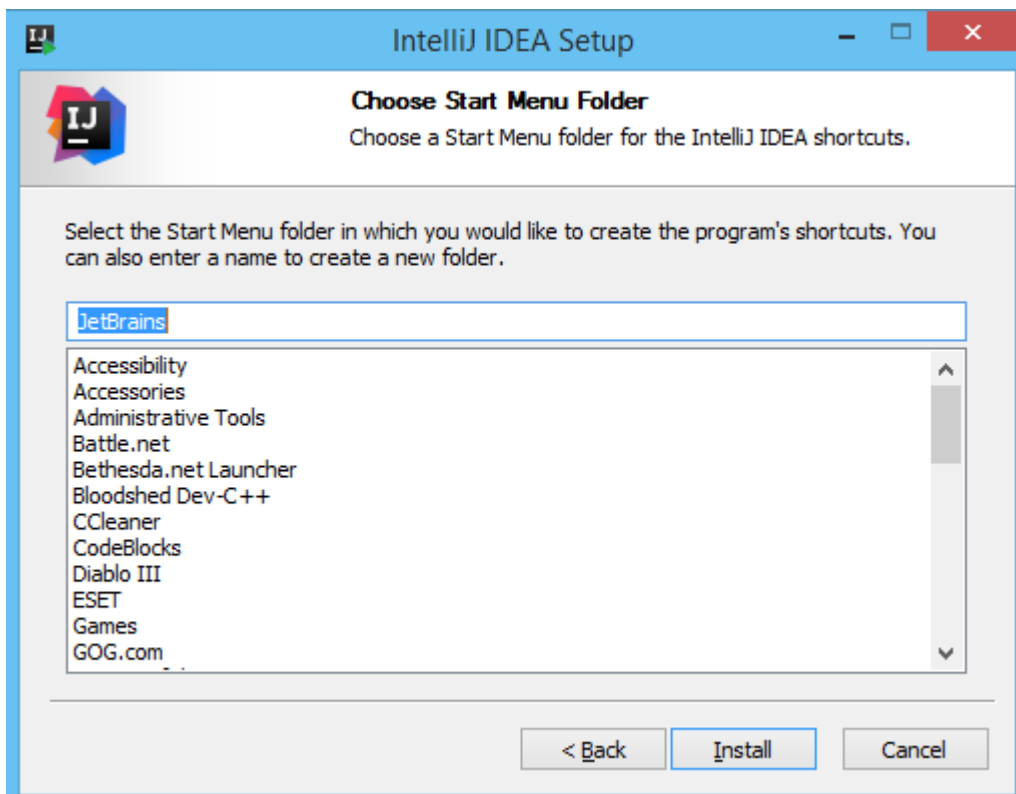 IJ
IntelliJ IDEA Setup
IJ
Choose Start Menu Folder
Choose a Start Menu folder for the IntelliJ IDEA shortcuts.
Select the Start Menu folder in which you would like to create the program's shortcuts. You
can also enter a name to create a new folder.
JetBrains
Accessibility
Accessories
Administrative Tools
Battle.net
Bethesda.net Launcher
Bloodshed Dev-C++
CCleaner
CodeBlocks
Diablo III
ESET
Games
GOG.com
< Back
Install
Cancel